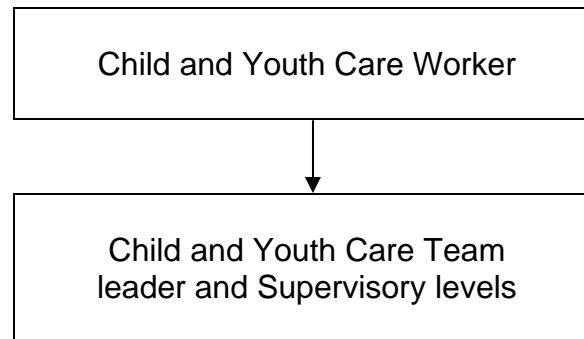 Child and Youth Care Worker
Child and Youth Care Team
leader and Supervisory levels